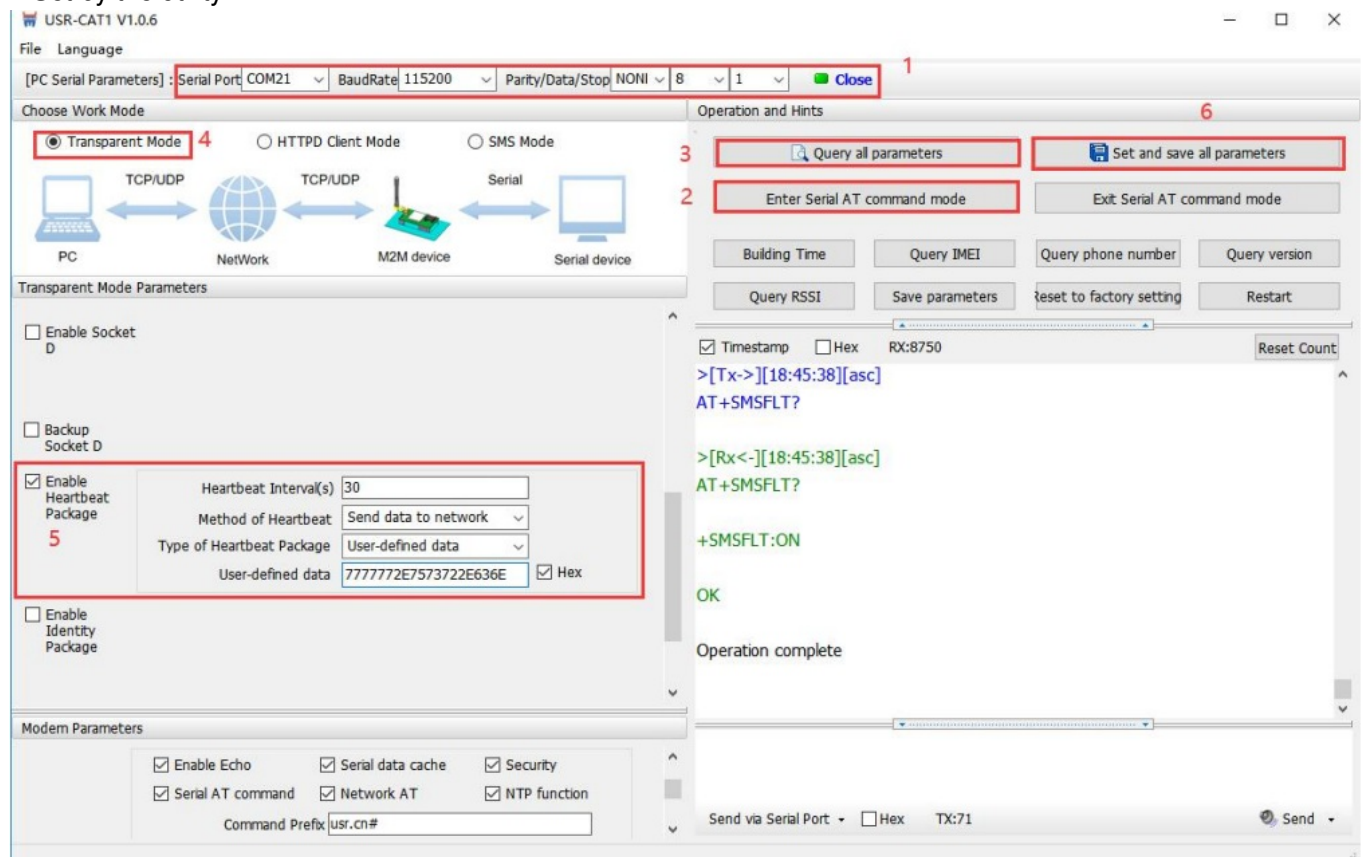 USR-CAT1 V1.0.6
File Language
[PC Serial Parameters] : Serial Port COM21 BaudRate 115200 Parity/Data/Stop NONI 8 1 Close 1
Choose Work Mode
Transparent Mode 4 HTTPD Client Mode SMS Mode
TCP/UDP TCP/UDP Serial
PC NetWork M2M device Serial device
Transparent Mode Parameters
Enable Socket
D
Backup
Socket D
Enable
Heartbeat
Package
5
Heartbeat Interval(s) 30
Method of Heartbeat Send data to network
Type of Heartbeat Package User-defined data
User-defined data 7777772E7573722E636E Hex
Enable
Identity
Package
Modem Parameters
Enable Echo Serial data cache Security
Serial AT command Network AT NTP function
Command Prefix usr.cn#
Operation and Hints 6
3 Query all parameters Set and save all parameters
2 Enter Serial AT command mode Exit Serial AT command mode
Building Time Query IMEI Query phone number Query version
Query RSSI Save parameters Reset to factory setting Restart
Timestamp Hex RX:8750 Reset Count
>[Tx->][18:45:38][asc]
AT+SMSFLT?
>[Rx<-][18:45:38][asc]
AT+SMSFLT?
+SMSFLT:ON
OK
Operation complete
Send via Serial Port Hex TX:71 Send